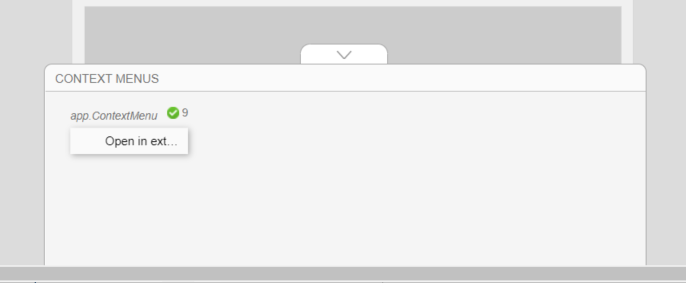 CONTEXT MENUS
app.ContextMenu 9
Open in ext...